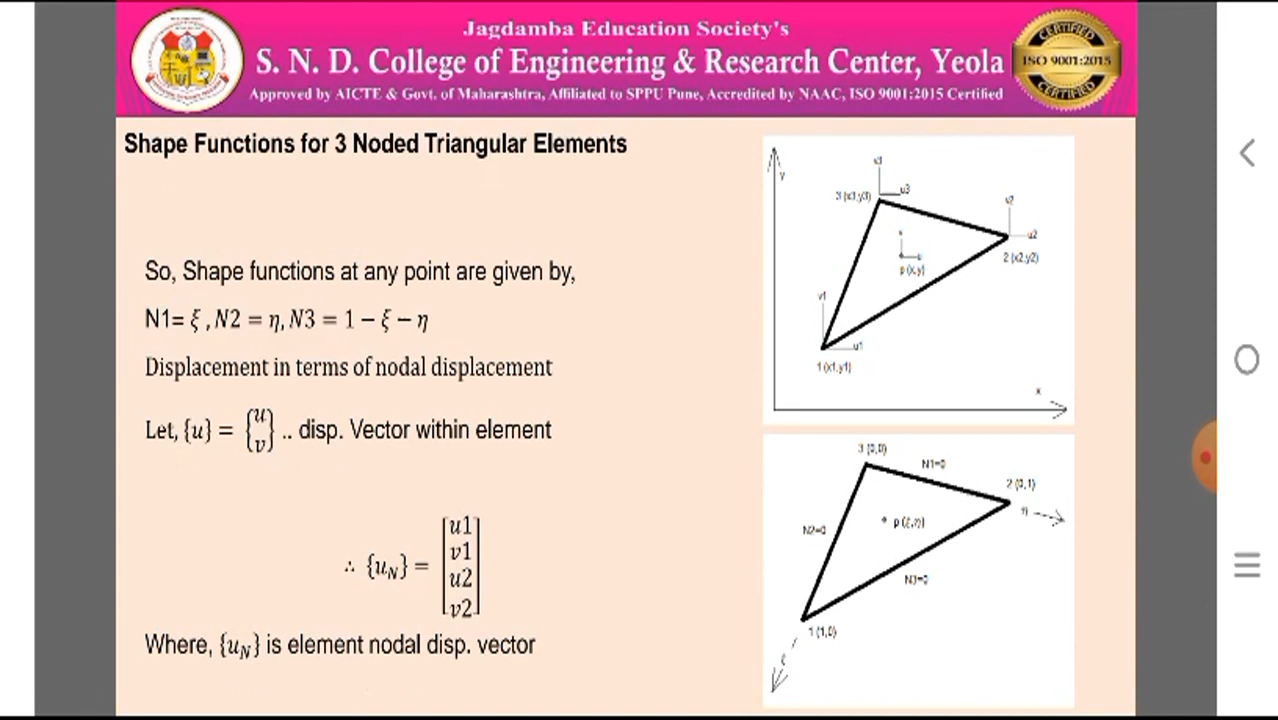 Jagdamba Education Society's
S. N. D. College of Engineering & Research Center, Yeola
Approved by AICTE & Govt. of Maharashtra, Affiliated to SPPU Pune, Accredited by NAAC, ISO 9001:2015 Certified
CERTIFIED
ISO 9001:2015
CERTIFIED
Shape Functions for 3 Noded Triangular Elements
So, Shape functions at any point are given by,
N1= ξ , N2 = η, N3 = 1 − ξ − η
Displacement in terms of nodal displacement
Let, {u} = {u v} .. disp. Vector within element
∴ {uN} = [u1 v1 u2 v2]
Where, {uN} is element nodal disp. vector
y
v3
u3
3 (x3,y3)
v2
u2
2 (x2,y2)
v
u
p (x,y)
v1
u1
1 (x1,y1)
x
3 (0,0)
N1=0
2 (0,1)
η
N2=0
p (ξ,η)
N3=0
1 (1,0)
ξ